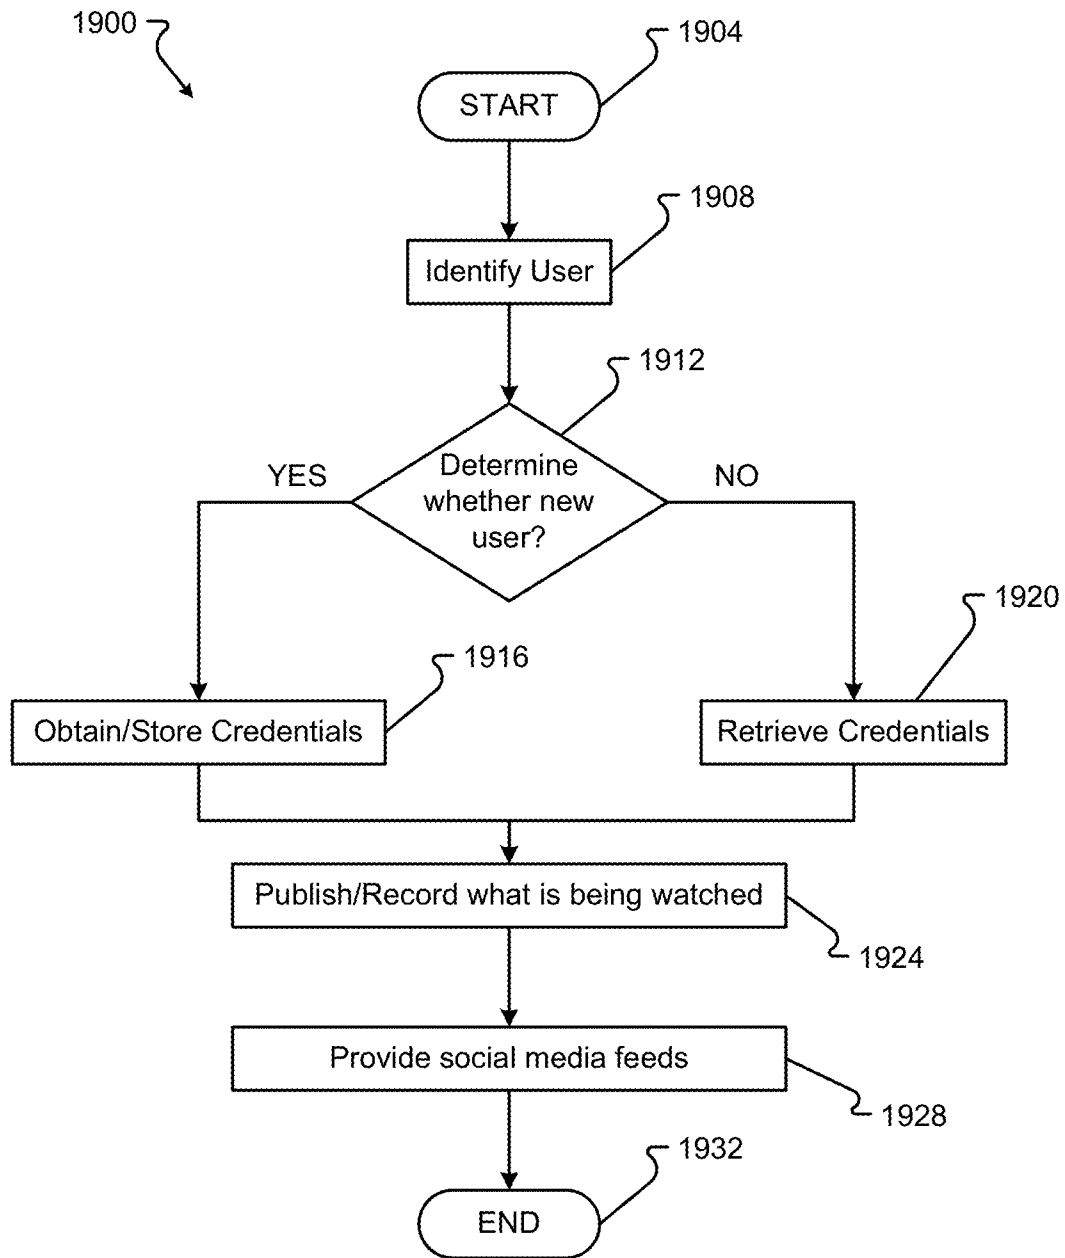 1900
1904
START
1908
Identify User
1912
Determine
whether new
user?
YES
NO
1920
1916
Obtain/Store Credentials
Retrieve Credentials
Publish/Record what is being watched
1924
Provide social media feeds
1928
1932
END